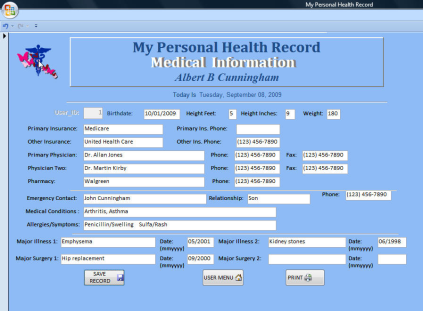 My Personal Health Record
My Personal Health Record
Medical Information
Albert B Cunningham
Today is Tuesday, September 08, 2009
User_ID 1 Birthdate: 10/01/2009 Height Feet: 5 Height Inches: 9 Weight: 180
Primary Insurance: Medicare Primary Ins. Phone:
Other Insurance: United Health Care Other Ins. Phone: (123) 456-7890
Primary Physician: Dr. Allan Jones Phone: (123) 456-7890 Fax: (123) 456-7890
Physician Two: Dr. Martin Kirby Phone: (123) 456-7890 Fax: (123) 456-7890
Pharmacy: Walgreen Phone: (123) 456-7890
Emergency Contact: John Cunningham Relationship: Son Phone: (123) 456-7890
Medical Conditions : Arthritis, Asthma
Allergies/Symptoms: Penicillin/Swelling Sulfa/Rash
Major Illness 1: Emphysema Date: (mmyyyy) 05/2001 Major Illness 2: Kidney stones Date: (mmyyyy) 06/1998
Major Surgery 1: Hip replacement Date: (mmyyyy) 09/2000 Major Surgery 2: Date: (mmyyyy)
SAVE RECORD USER MENU PRINT